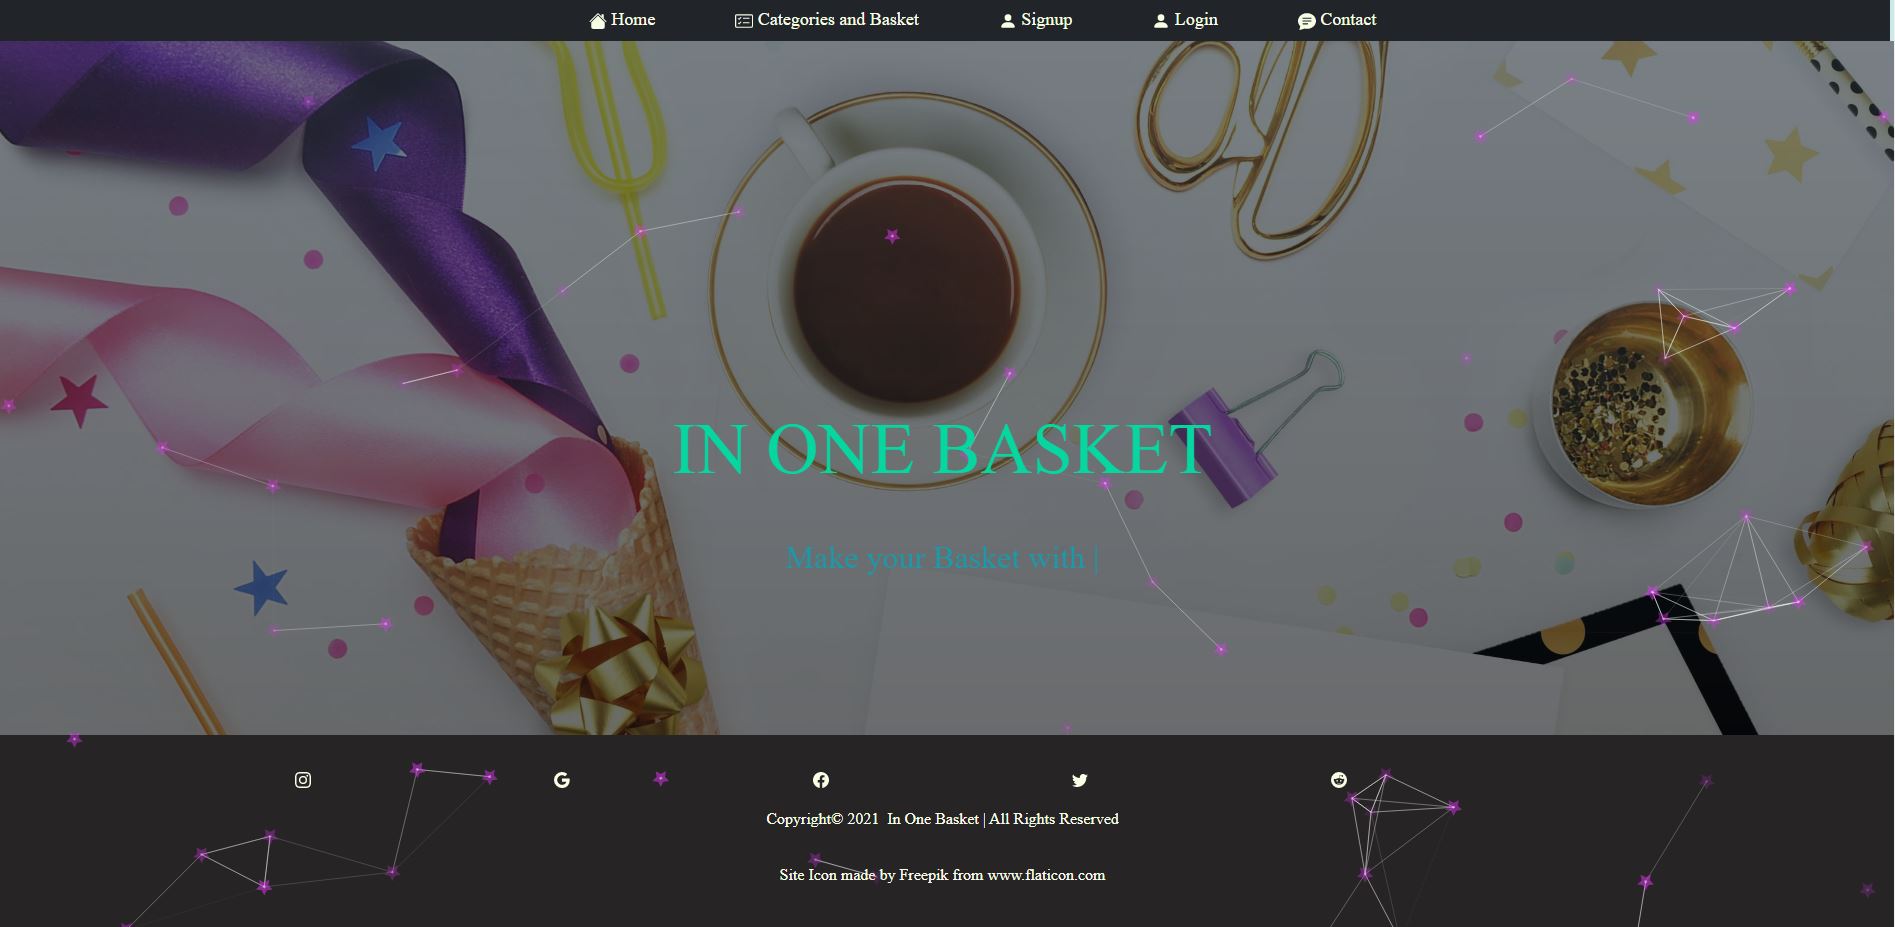 Home Categories and Basket Signup Login Contact
IN ONE BASKET
Make your Basket with |
Copyright© 2021 In One Basket | All Rights Reserved
Site Icon made by Freepik from www.flaticon.com